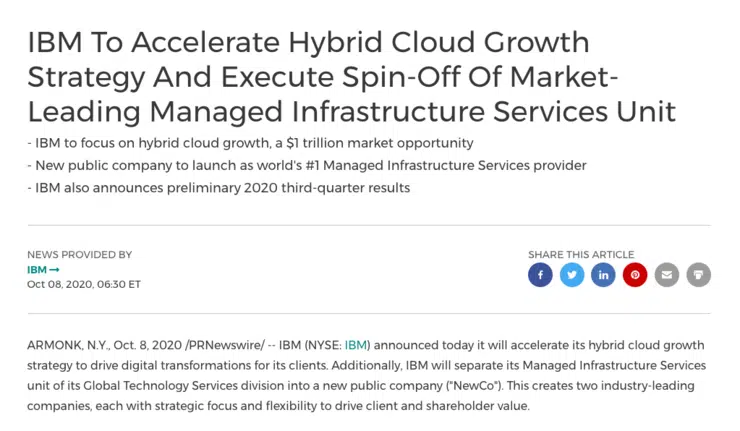 IBM To Accelerate Hybrid Cloud Growth
Strategy And Execute Spin-Off Of Market-
Leading Managed Infrastructure Services Unit
- IBM to focus on hybrid cloud growth, a $1 trillion market opportunity
- New public company to launch as world's #1 Managed Infrastructure Services provider
- IBM also announces preliminary 2020 third-quarter results
NEWS PROVIDED BY
IBM →
Oct 08, 2020, 06:30 ET
SHARE THIS ARTICLE
ARMONK, N.Y., Oct. 8, 2020 /PRNewswire/ -- IBM (NYSE: IBM) announced today it will accelerate its hybrid cloud growth
strategy to drive digital transformations for its clients. Additionally, IBM will separate its Managed Infrastructure Services
unit of its Global Technology Services division into a new public company ("NewCo"). This creates two industry-leading
companies, each with strategic focus and flexibility to drive client and shareholder value.